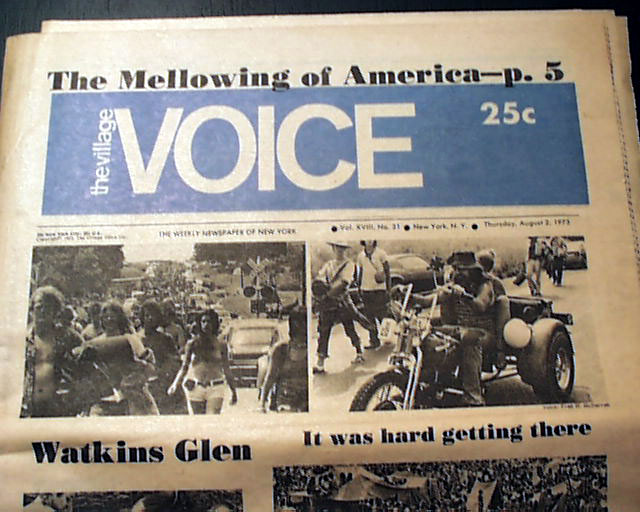 The Mellowing of America—p. 5
the village VOICE
25c
THE WEEKLY NEWSPAPER OF NEW YORK
● Vol. XVIII, No. 31 ● New York, N. Y. ● Thursday, August 2, 1973
Watkins Glen
It was hard getting there